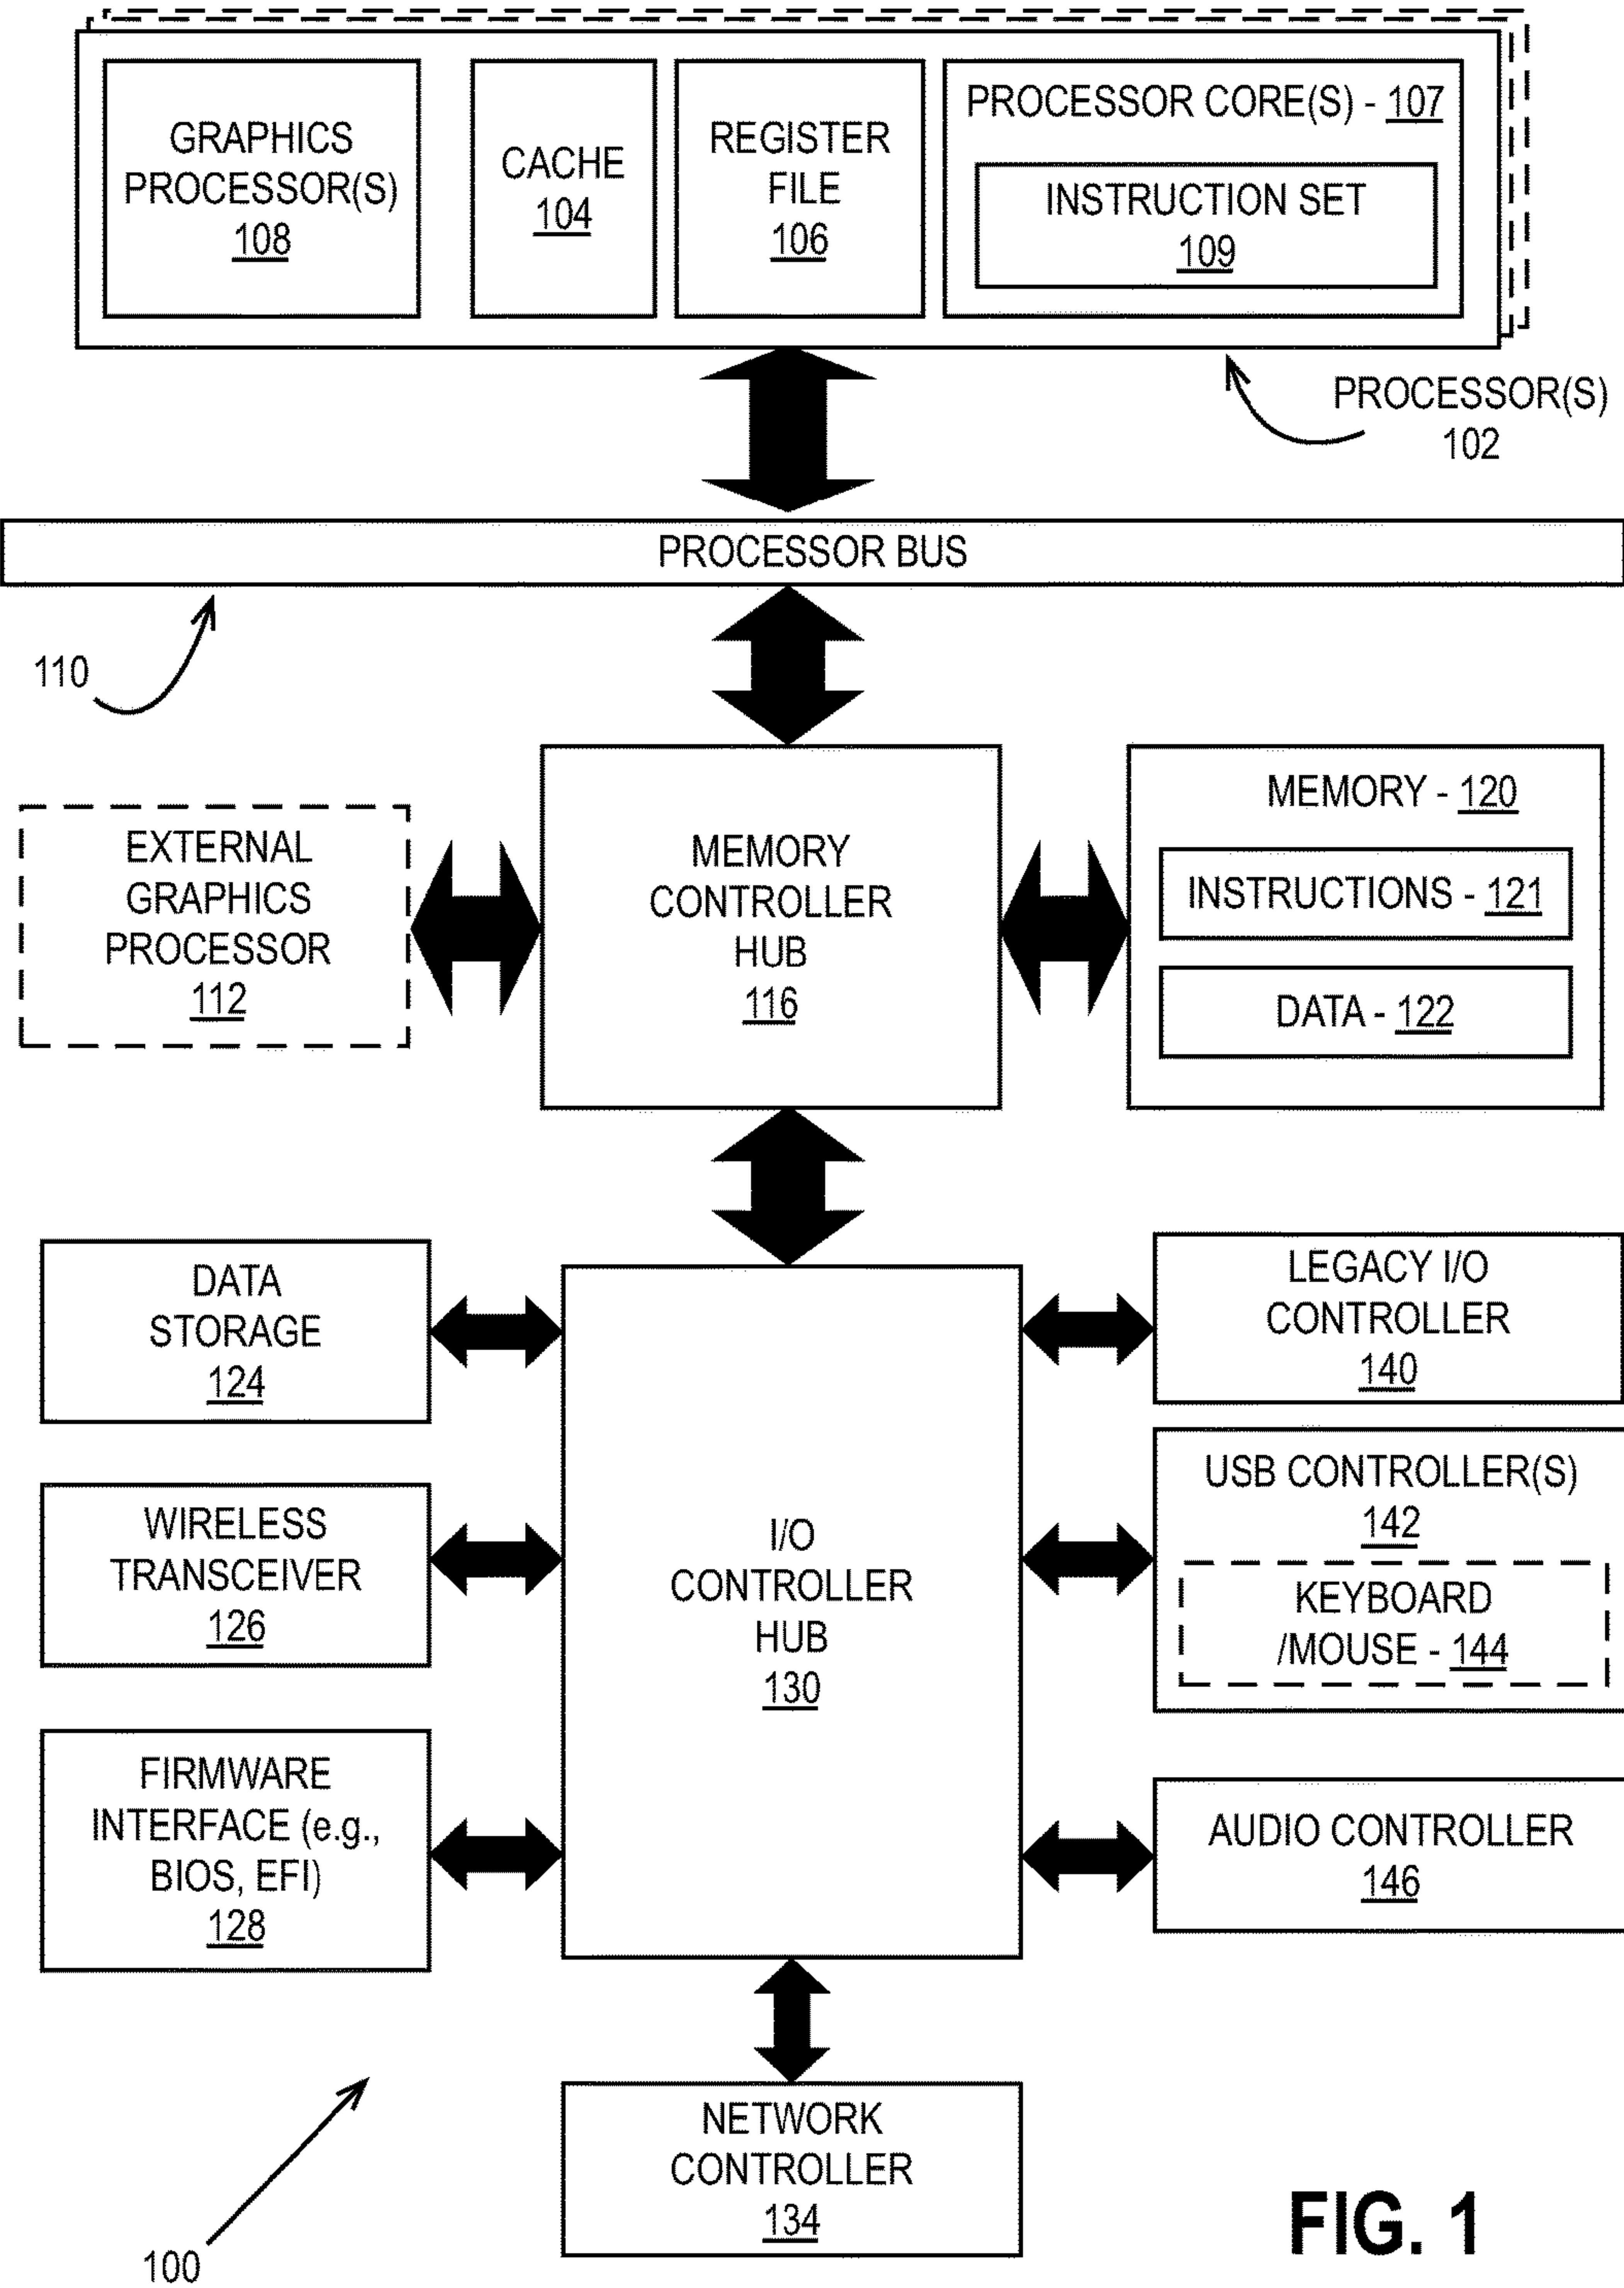 GRAPHICS
PROCESSOR(S)
108
CACHE
104
REGISTER
FILE
106
PROCESSOR CORE(S) - 107
INSTRUCTION SET
109
PROCESSOR(S)
102
PROCESSOR BUS
110
EXTERNAL
GRAPHICS
PROCESSOR
112
MEMORY
CONTROLLER
HUB
116
MEMORY - 120
INSTRUCTIONS - 121
DATA - 122
DATA
STORAGE
124
LEGACY I/O
CONTROLLER
140
WIRELESS
TRANSCEIVER
126
I/O
CONTROLLER
HUB
130
USB CONTROLLER(S)
142
KEYBOARD
/MOUSE - 144
FIRMWARE
INTERFACE (e.g.,
BIOS, EFI)
128
AUDIO CONTROLLER
146
NETWORK
CONTROLLER
134
100
FIG. 1